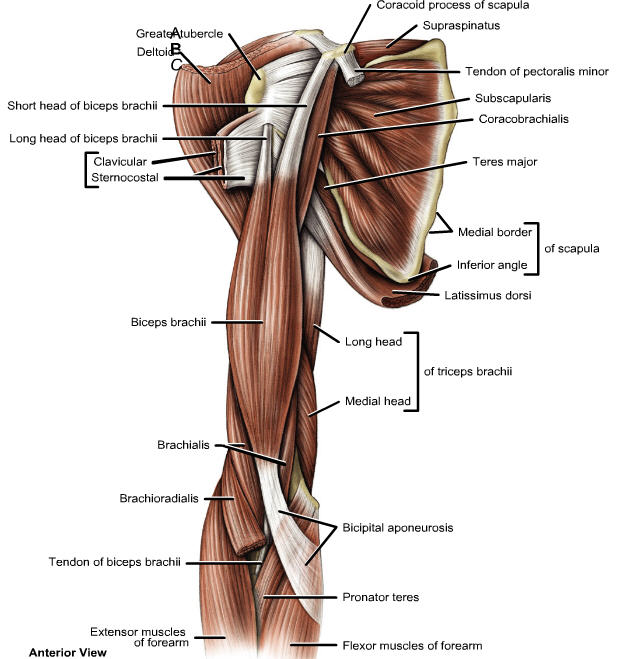 Coracoid process of scapula
A
Greater tubercle
Supraspinatus
B
Deltoid
C
Tendon of pectoralis minor
Subscapularis
Short head of biceps brachii
Coracobrachialis
Long head of biceps brachii
Clavicular
Teres major
Sternocostal
Medial border
of scapula
Inferior angle
Latissimus dorsi
Biceps brachii
Long head
of triceps brachii
Medial head
Brachialis
Brachioradialis
Bicipital aponeurosis
Tendon of biceps brachii
Pronator teres
Extensor muscles
of forearm
Flexor muscles of forearm
Anterior View